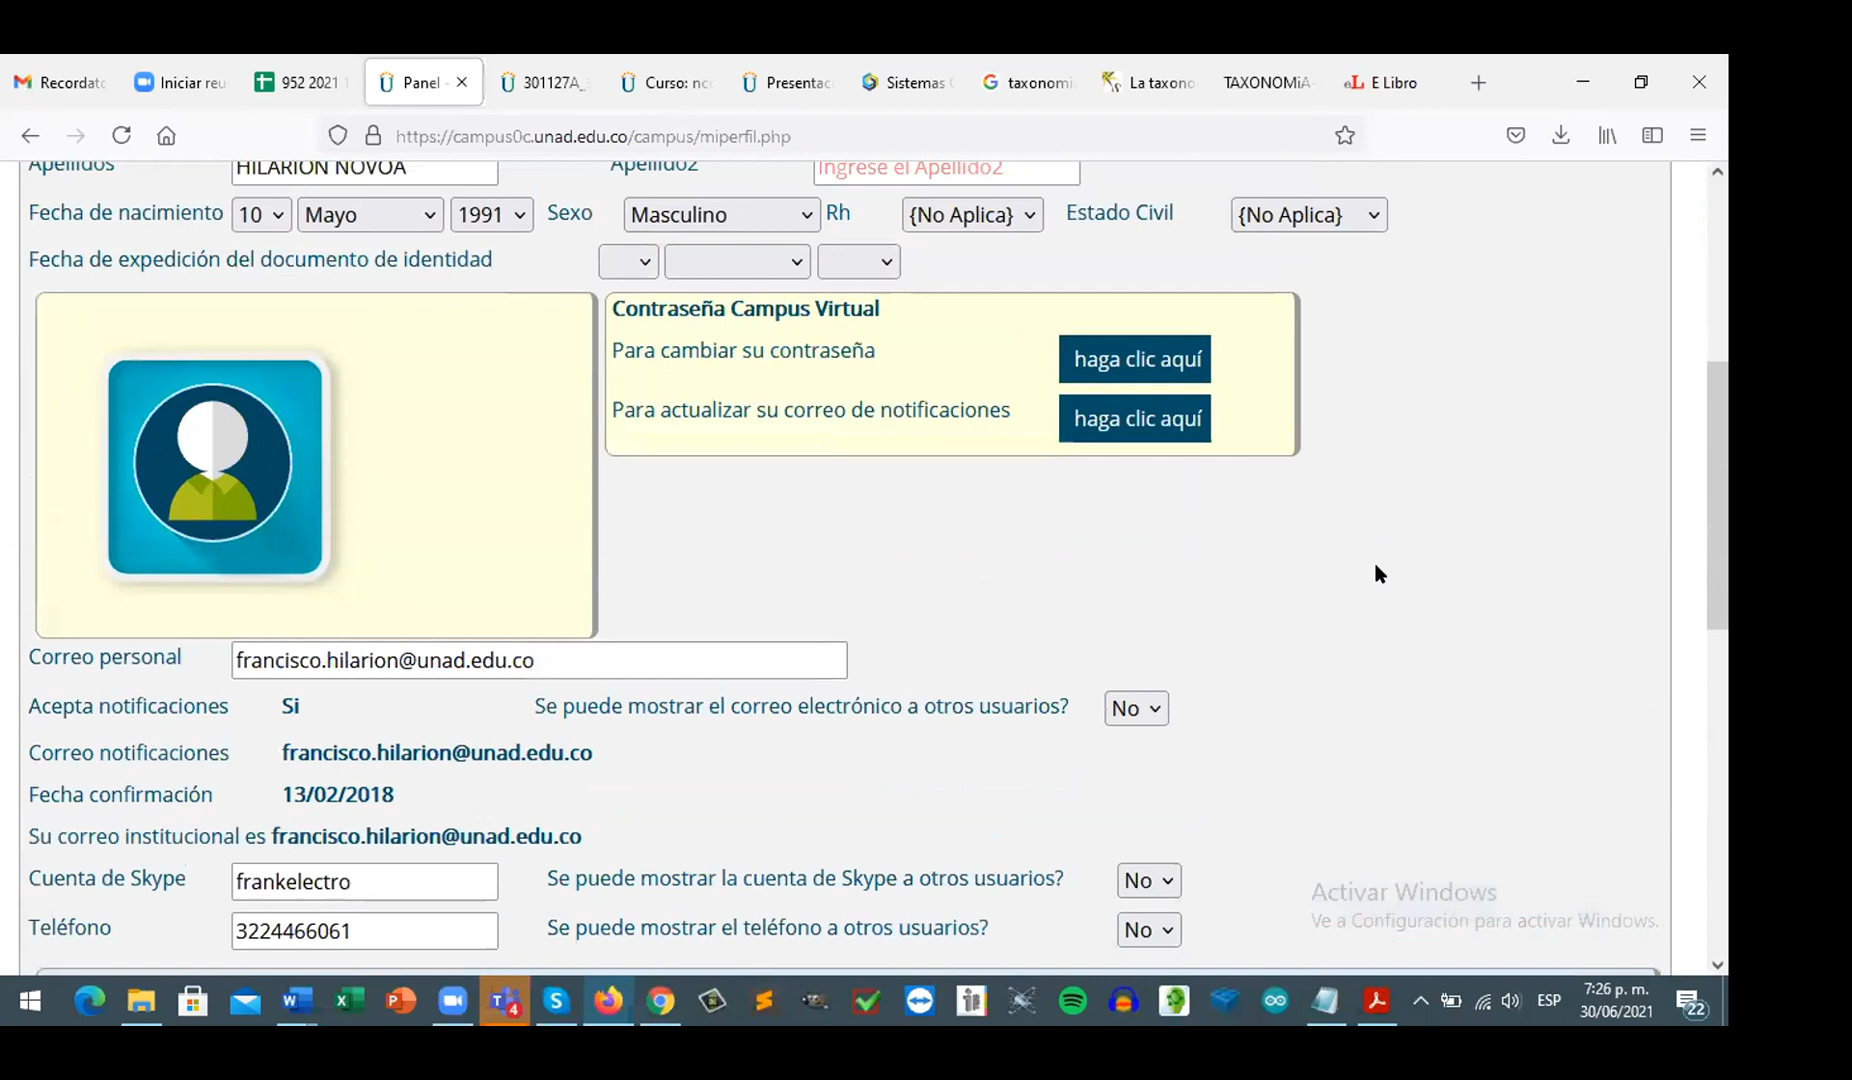 Recordato
Iniciar reu
952 2021
Panel -
301127A_
Curso: nc
Presentac
Sistemas
taxonomi
La taxono
TAXONOMiA
eL E Libro
https://campus0c.unad.edu.co/campus/miperfil.php
Apellidos HILARION NOVOA Apellido2 Ingrese el Apellido2
Fecha de nacimiento 10 Mayo 1991 Sexo Masculino Rh {No Aplica} Estado Civil {No Aplica}
Fecha de expedición del documento de identidad
Contraseña Campus Virtual
Para cambiar su contraseña haga clic aquí
Para actualizar su correo de notificaciones haga clic aquí
Correo personal francisco.hilarion@unad.edu.co
Acepta notificaciones Si Se puede mostrar el correo electrónico a otros usuarios? No
Correo notificaciones francisco.hilarion@unad.edu.co
Fecha confirmación 13/02/2018
Su correo institucional es francisco.hilarion@unad.edu.co
Cuenta de Skype frankelectro Se puede mostrar la cuenta de Skype a otros usuarios? No
Teléfono 3224466061 Se puede mostrar el teléfono a otros usuarios? No
Activar Windows
Ve a Configuración para activar Windows.
4
ESP
7:26 p. m.
30/06/2021
22